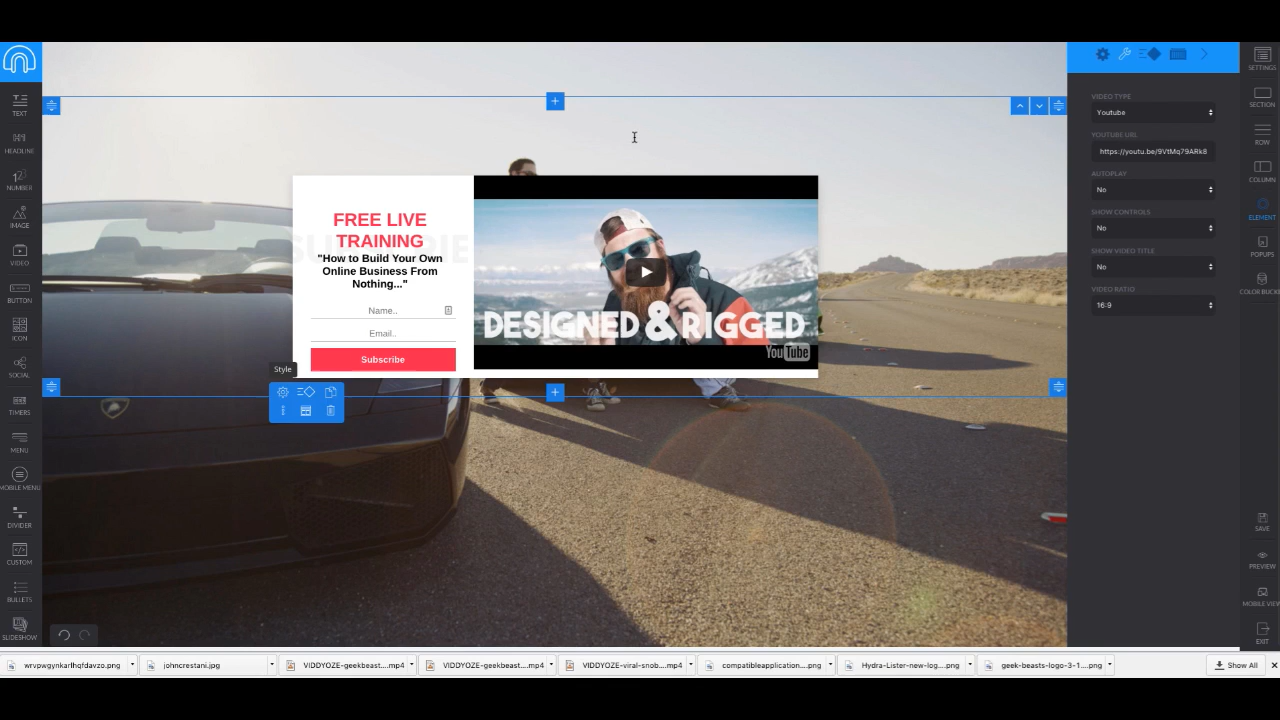 TEXT
HEADLINE
NUMBER
IMAGE
VIDEO
BUTTON
ICON
SOCIAL
TIMERS
MENU
MOBILE MENU
DIVIDER
CUSTOM
BULLETS
SLIDESHOW
FREE LIVE
TRAINING
"How to Build Your Own
Online Business From
Nothing..."
Name..
Email..
Subscribe
Style
DESIGNED & RIGGED
YouTube
VIDEO TYPE
Youtube
YOUTUBE URL
https://youtu.be/9VtMq79ARk8
AUTOPLAY
No
SHOW CONTROLS
No
SHOW VIDEO TITLE
No
VIDEO RATIO
16:9
SETTINGS
SECTION
ROW
COLUMN
ELEMENT
POPUPS
COLOR BUCK
SAVE
PREVIEW
MOBILE VIEW
EXIT
wrvpwgynkarlhqfdavzo.png
johncrestani.jpg
VIDDYOZE-geekbeast....mp4
VIDDYOZE-geekbeast....mp4
VIDDYOZE-viral-snob....mp4
compatibleapplication....png
Hydra-Lister-new-log....png
geek-beasts-logo-3-1....png
Show All